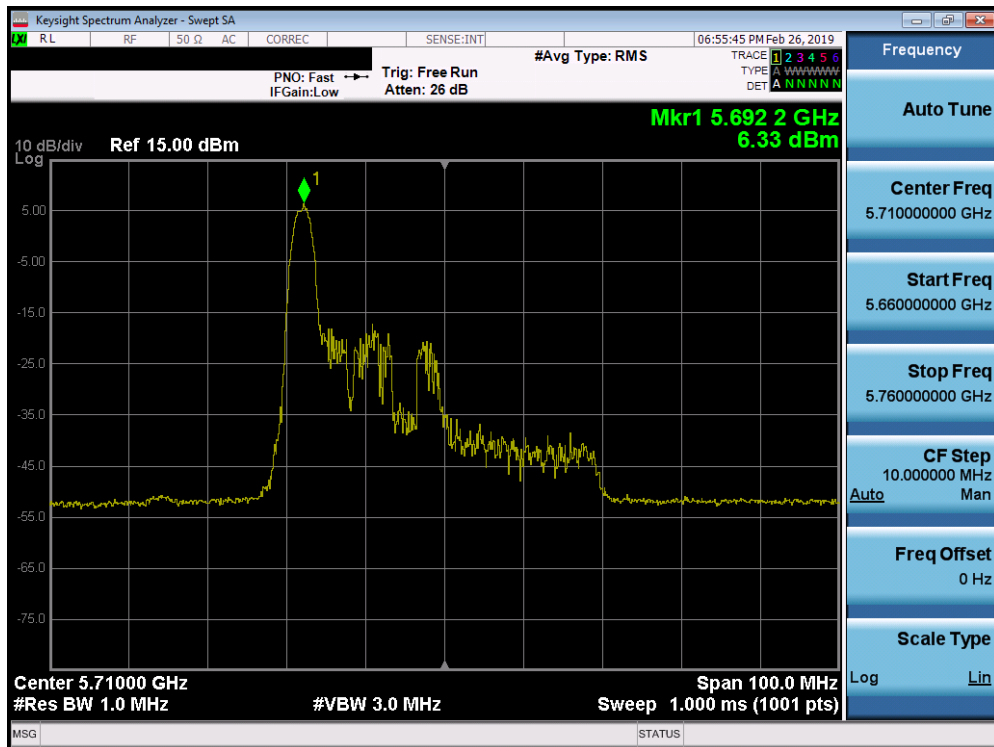 Keysight Spectrum Analyzer - Swept SA
LXI RL RF 50 Ω AC CORREC SENSE:INT 06:55:45 PM Feb 26, 2019
#Avg Type: RMS TRACE 1 2 3 4 5 6
PNO: Fast Trig: Free Run TYPE A WWWWW
IFGain:Low Atten: 26 dB DET A N N N N N
Mkr1 5.692 2 GHz
6.33 dBm
10 dB/div Ref 15.00 dBm
Log
1
5.00
-5.00
-15.0
-25.0
-35.0
-45.0
-55.0
-65.0
-75.0
Center 5.71000 GHz Span 100.0 MHz
#Res BW 1.0 MHz #VBW 3.0 MHz Sweep 1.000 ms (1001 pts)
MSG STATUS
Frequency
Auto Tune
Center Freq
5.710000000 GHz
Start Freq
5.660000000 GHz
Stop Freq
5.760000000 GHz
CF Step
10.000000 MHz
Auto Man
Freq Offset
0 Hz
Scale Type
Log Lin